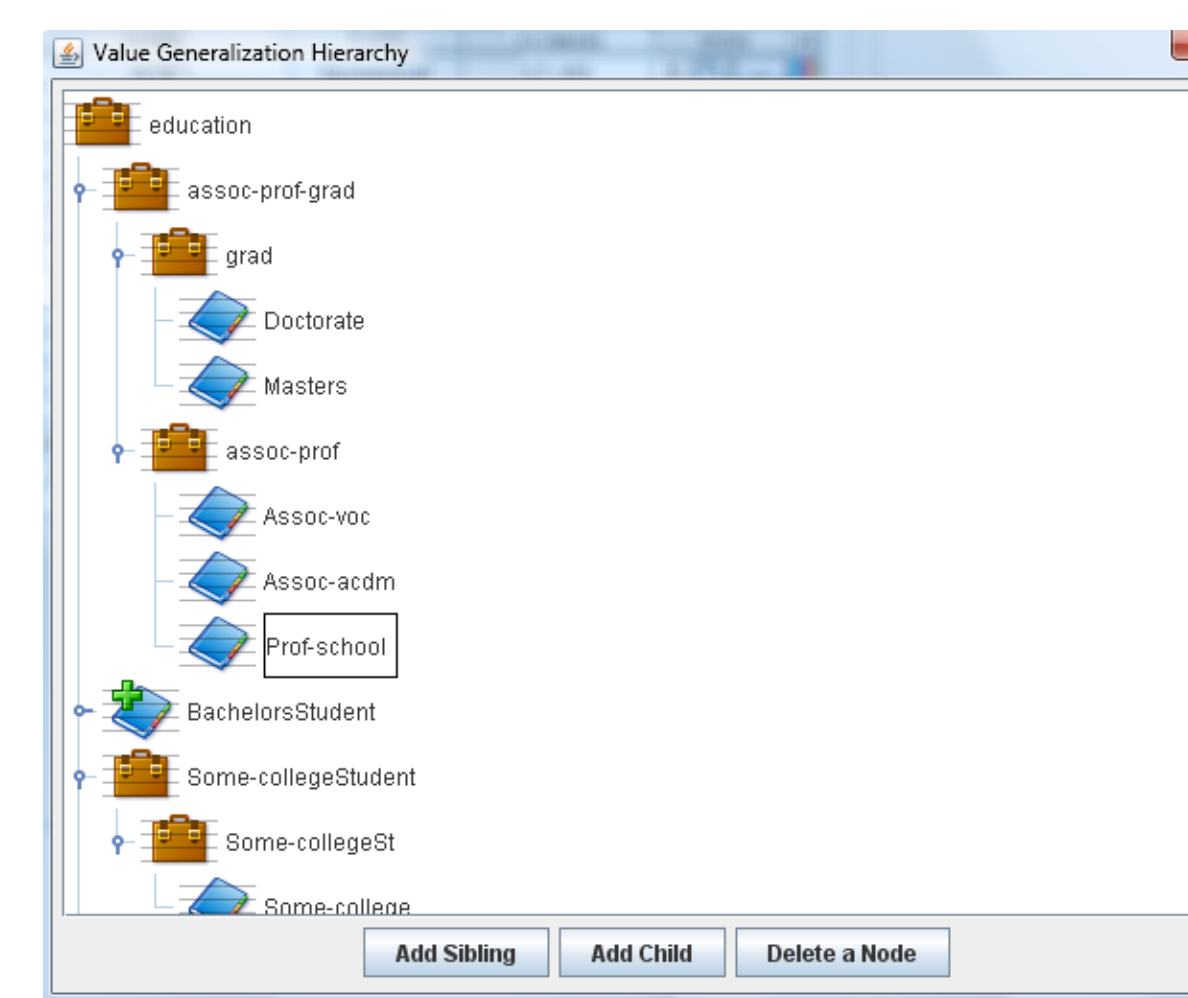 Value Generalization Hierarchy
education
assoc-prof-grad
grad
Doctorate
Masters
assoc-prof
Assoc-voc
Assoc-acdm
Prof-school
BachelorsStudent
Some-collegeStudent
Some-collegeSt
Some-college
Add Sibling Add Child Delete a Node